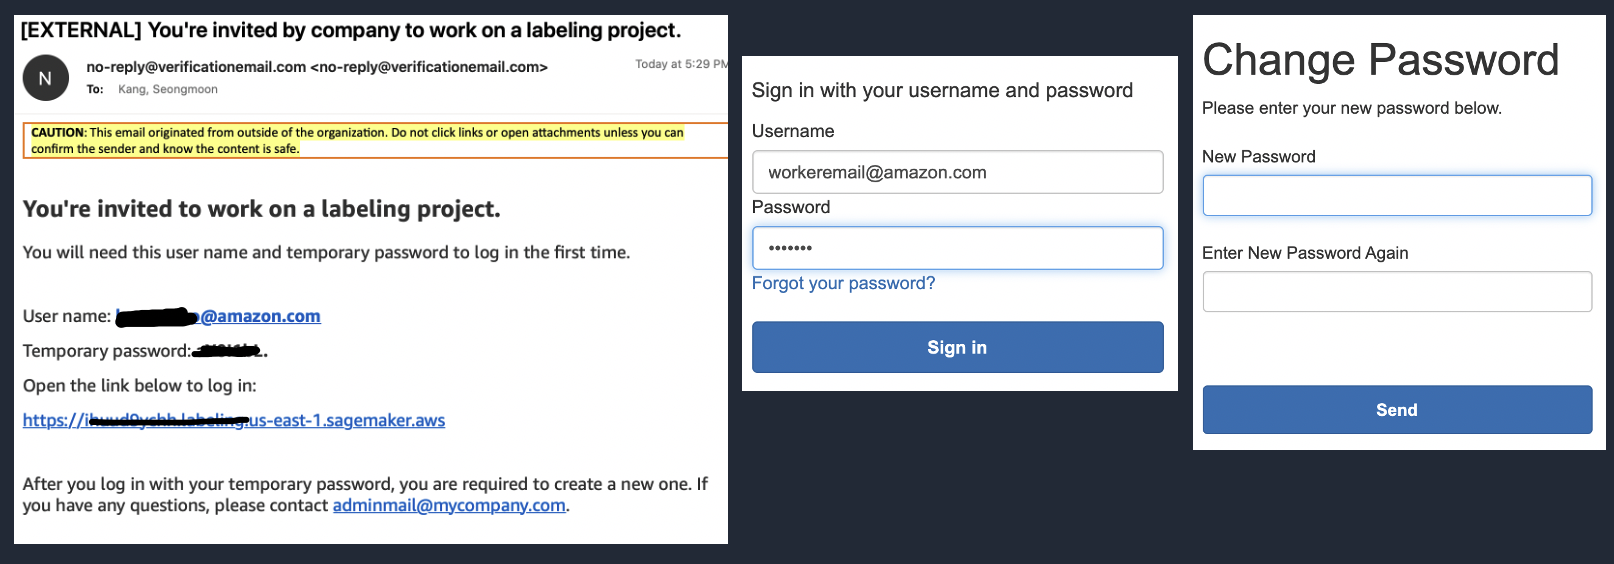 [EXTERNAL] You're invited by company to work on a labeling project.
N
no-reply@verificationemail.com <no-reply@verificationemail.com>
Today at 5:29 PM
To: Kang, Seongmoon
CAUTION: This email originated from outside of the organization. Do not click links or open attachments unless you can
confirm the sender and know the content is safe.
You're invited to work on a labeling project.
You will need this user name and temporary password to log in the first time.
User name: @amazon.com
Temporary password:
Open the link below to log in:
https://us-east-1.sagemaker.aws
After you log in with your temporary password, you are required to create a new one. If
you have any questions, please contact adminmail@mycompany.com.
Sign in with your username and password
Username
workeremail@amazon.com
Password
•••••••
Forgot your password?
Sign in
Change Password
Please enter your new password below.
New Password
Enter New Password Again
Send